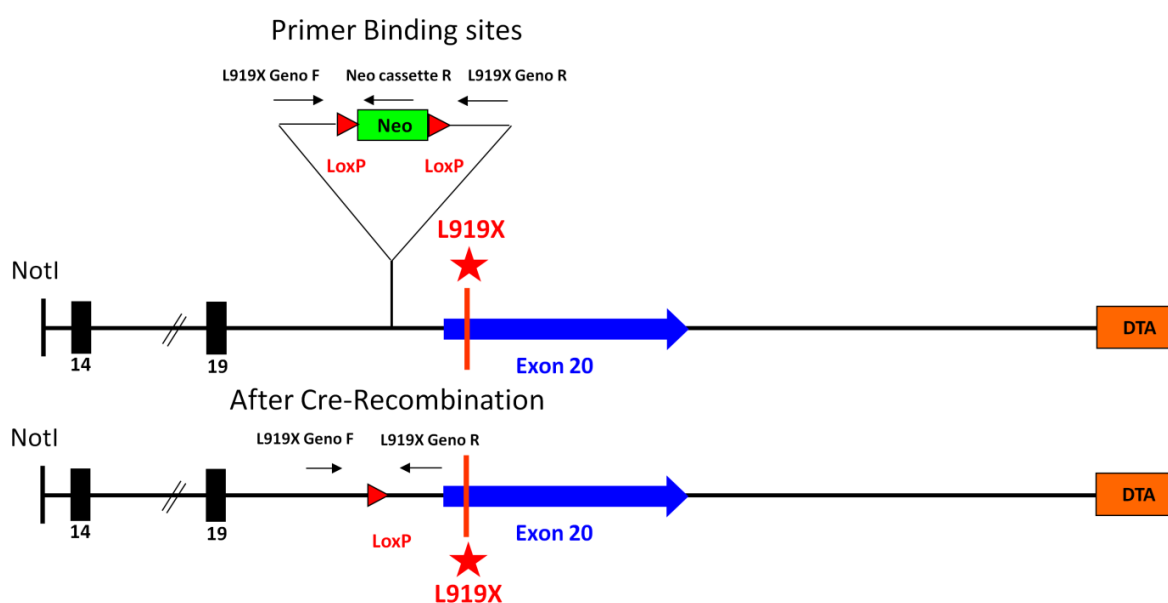 Primer Binding sites
L919X Geno F Neo cassette R L919X Geno R
Neo
LoxP LoxP
L919X
NotI
DTA
14 19 Exon 20
After Cre-Recombination
NotI L919X Geno F L919X Geno R
DTA
14 19 LoxP Exon 20
L919X